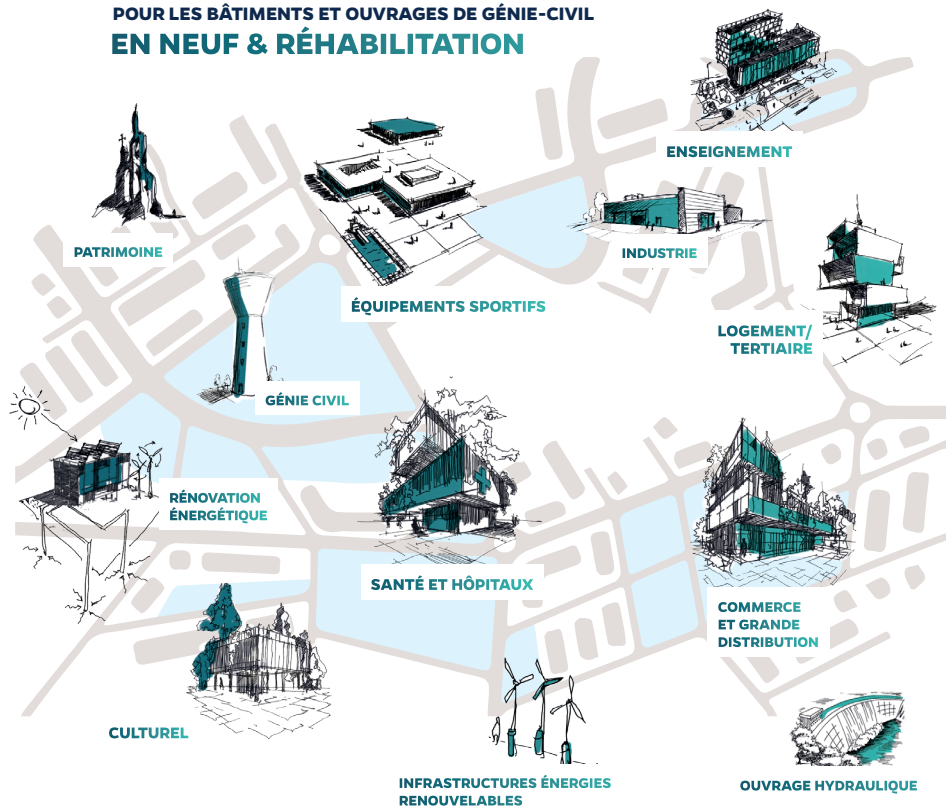 POUR LES BÂTIMENTS ET OUVRAGES DE GÉNIE-CIVIL
EN NEUF & RÉHABILITATION
ENSEIGNEMENT
PATRIMOINE
INDUSTRIE
ÉQUIPEMENTS SPORTIFS
LOGEMENT/
TERTIAIRE
GÉNIE CIVIL
RÉNOVATION
ÉNERGÉTIQUE
SANTÉ ET HÔPITAUX
COMMERCE
ET GRANDE
DISTRIBUTION
CULTUREL
INFRASTRUCTURES ÉNERGIES
RENOUVELABLES
OUVRAGE HYDRAULIQUE